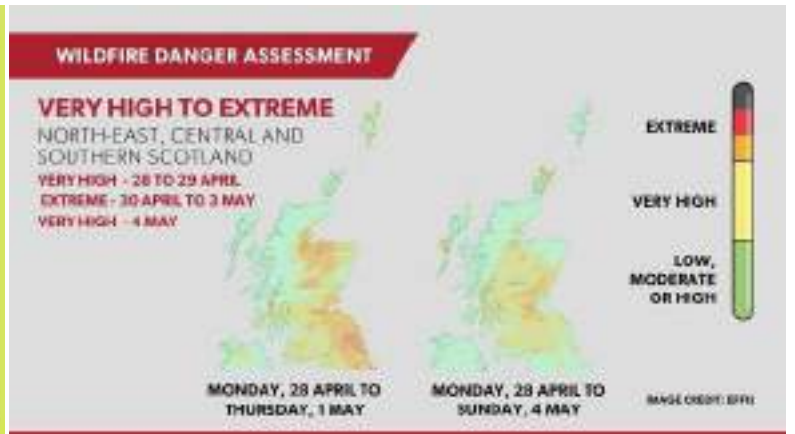 WILDFIRE DANGER ASSESSMENT
VERY HIGH TO EXTREME
NORTH-EAST, CENTRAL AND
SOUTHERN SCOTLAND
VERY HIGH - 28 TO 29 APRIL
EXTREME - 30 APRIL TO 3 MAY
VERY HIGH - 4 MAY
EXTREME
VERY HIGH
LOW,
MODERATE
OR HIGH
MONDAY, 28 APRIL TO
THURSDAY, 1 MAY
MONDAY, 28 APRIL TO
SUNDAY, 4 MAY
IMAGE CREDIT: EFFIS